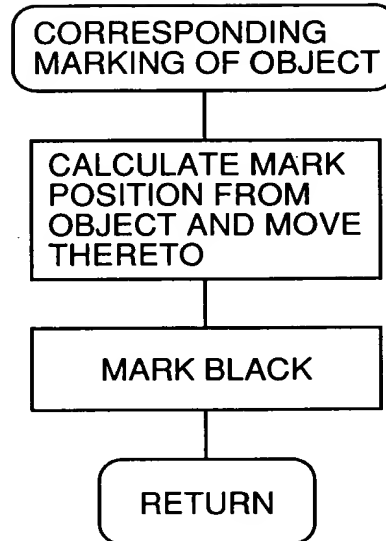 CORRESPONDING
MARKING OF OBJECT
CALCULATE MARK
POSITION FROM
OBJECT AND MOVE
THERETO
MARK BLACK
RETURN